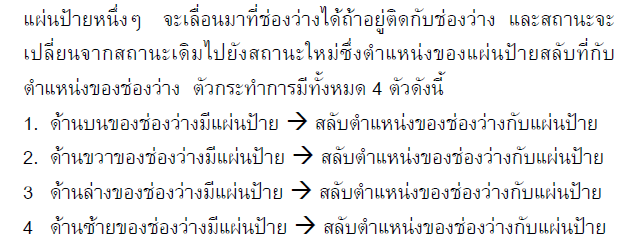 แผ่นป้ายหนึ่งๆ จะเลื่อนมาที่ช่องว่างได้ถ้าอยู่ติดกับช่องว่าง และสถานะจะ
เปลี่ยนจากสถานะเดิมไปยังสถานะใหม่ซึ่งตำแหน่งของแผ่นป้ายสลับที่กับ
ตำแหน่งของช่องว่าง ตัวกระทำการมีทั้งหมด 4 ตัวดังนี้
1. ด้านบนของช่องว่างมีแผ่นป้าย → สลับตำแหน่งของช่องว่างกับแผ่นป้าย
2. ด้านขวาของช่องว่างมีแผ่นป้าย → สลับตำแหน่งของช่องว่างกับแผ่นป้าย
3 ด้านล่างของช่องว่างมีแผ่นป้าย → สลับตำแหน่งของช่องว่างกับแผ่นป้าย
4 ด้านซ้ายของช่องว่างมีแผ่นป้าย → สลับตำแหน่งของช่องว่างกับแผ่นป้าย